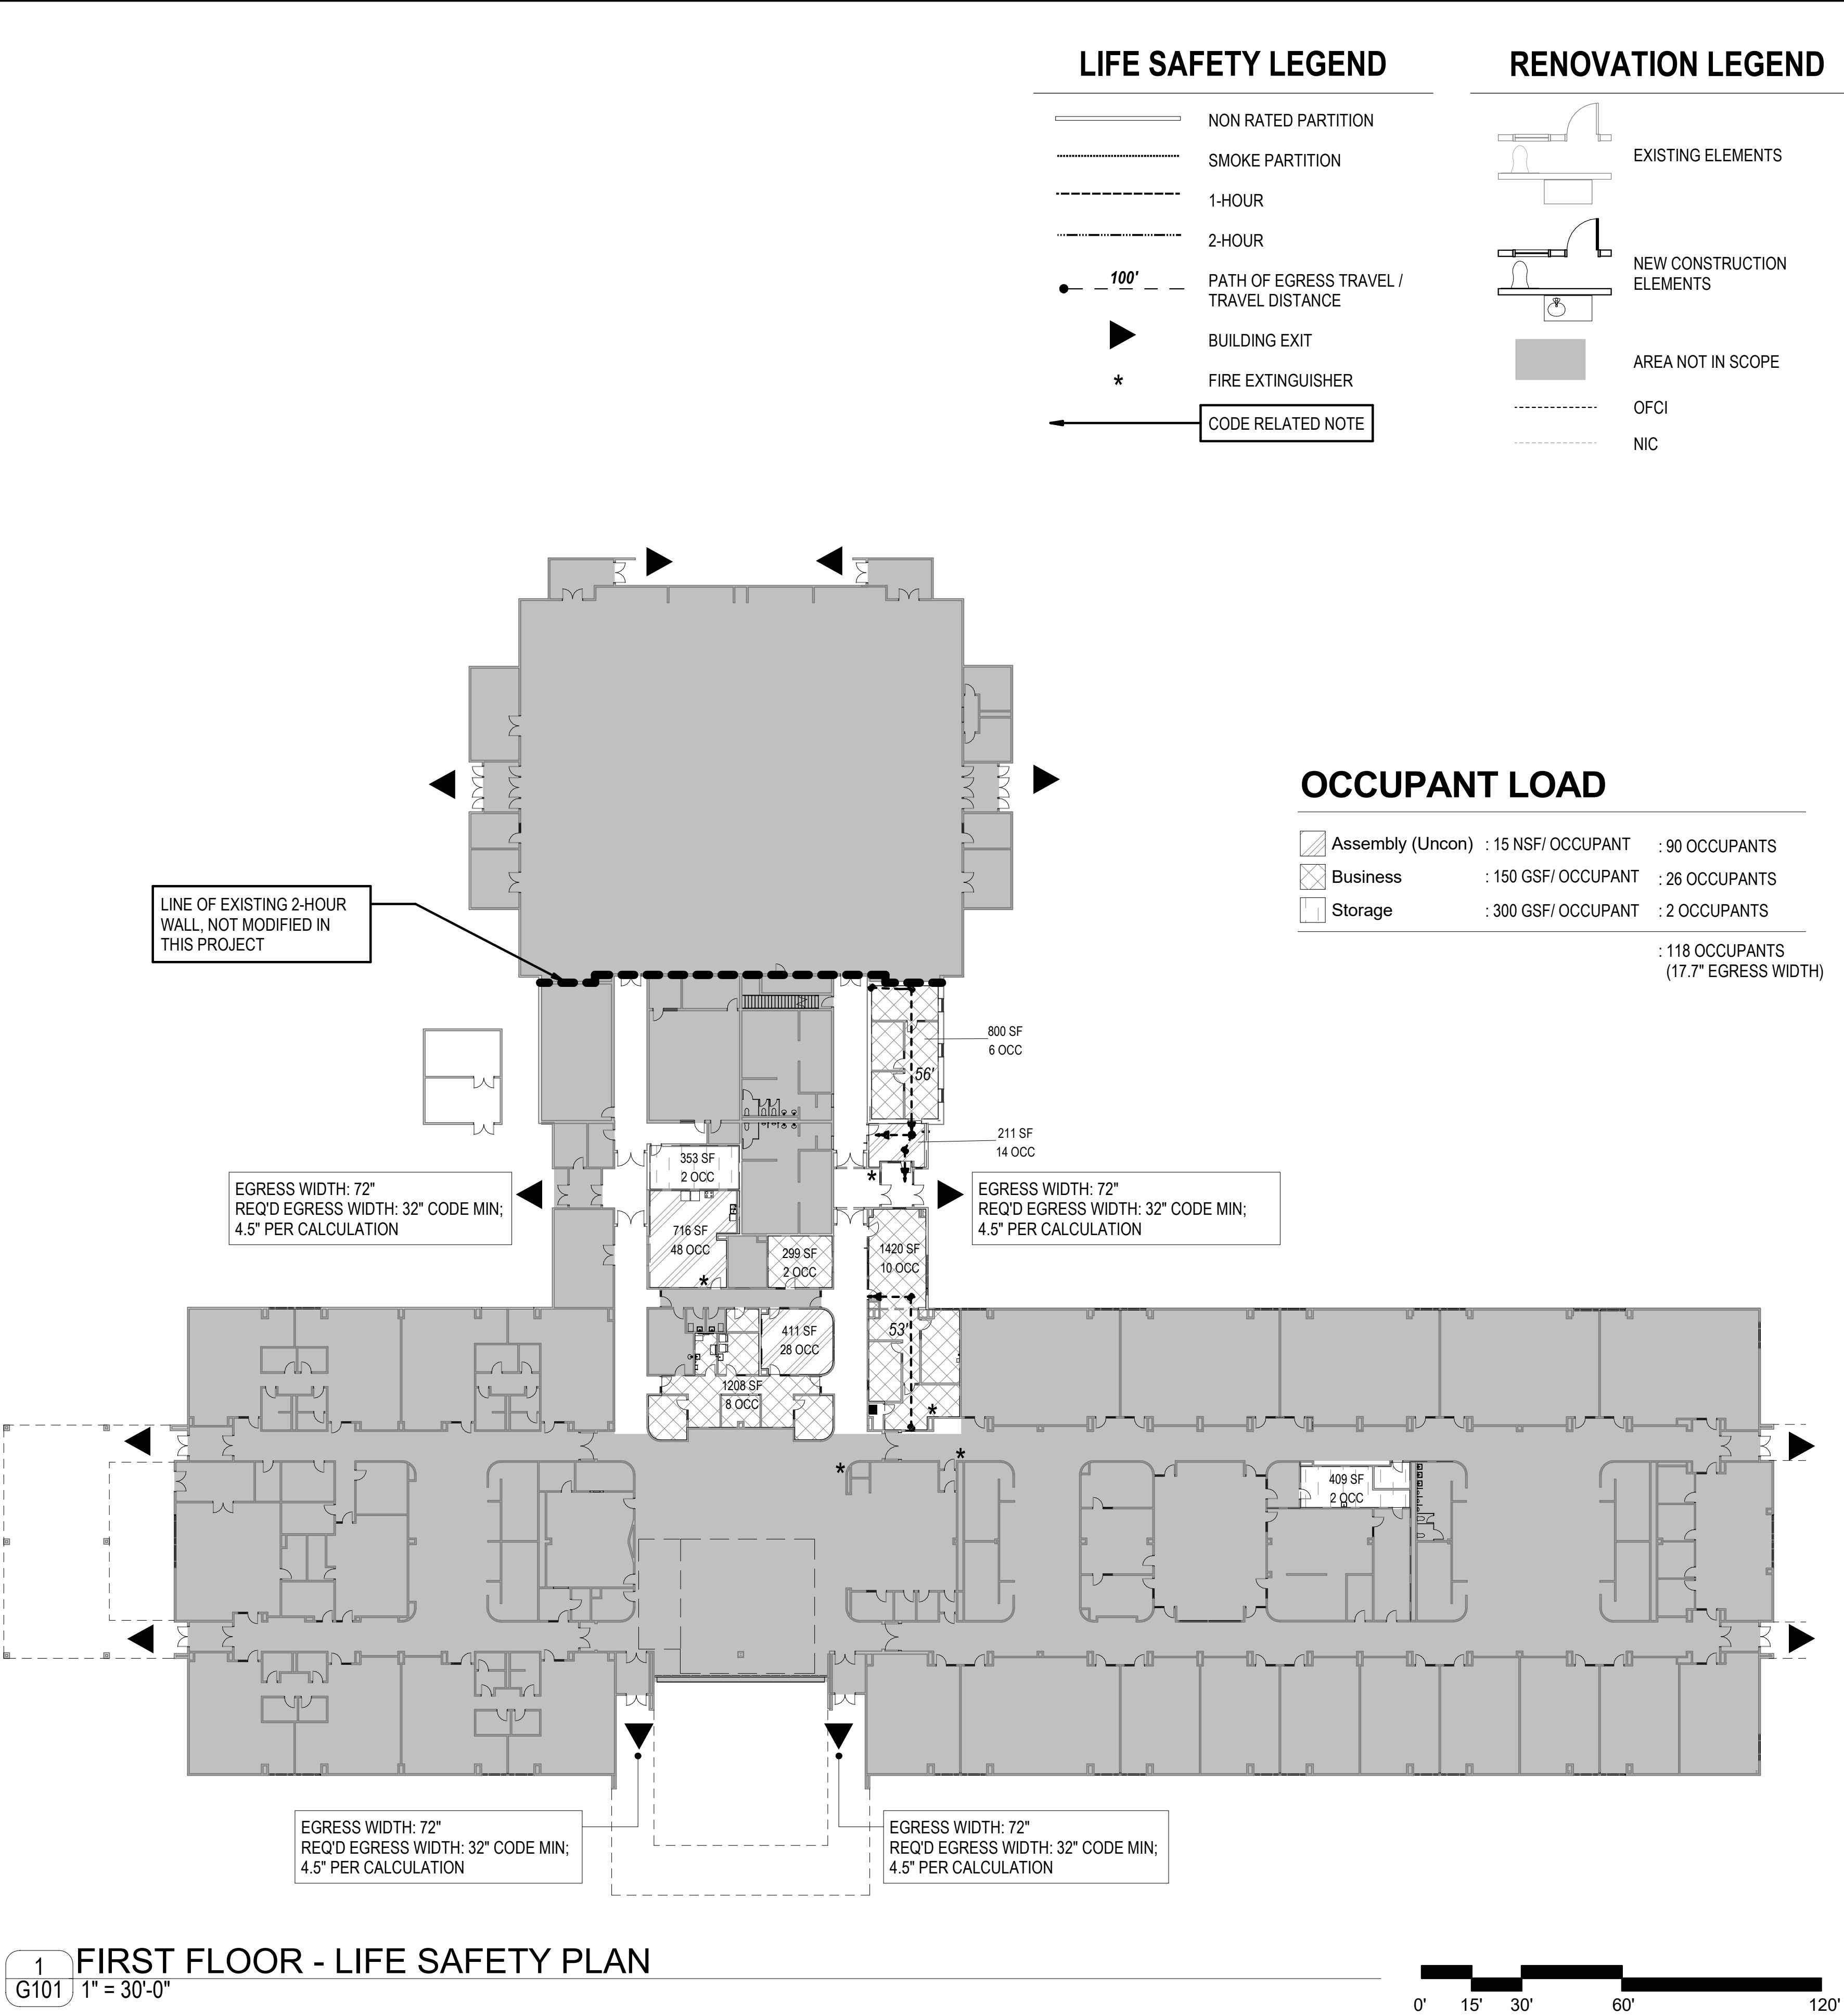 LIFE SAFETY LEGEND
NON RATED PARTITION
SMOKE PARTITION
1-HOUR
2-HOUR
100'
PATH OF EGRESS TRAVEL /
TRAVEL DISTANCE
BUILDING EXIT
*
FIRE EXTINGUISHER
CODE RELATED NOTE
RENOVATION LEGEND
EXISTING ELEMENTS
NEW CONSTRUCTION
ELEMENTS
AREA NOT IN SCOPE
OFCI
NIC
OCCUPANT LOAD
Assembly (Uncon) : 15 NSF/ OCCUPANT : 90 OCCUPANTS
Business : 150 GSF/ OCCUPANT : 26 OCCUPANTS
Storage : 300 GSF/ OCCUPANT : 2 OCCUPANTS
: 118 OCCUPANTS
(17.7" EGRESS WIDTH)
LINE OF EXISTING 2-HOUR
WALL, NOT MODIFIED IN
THIS PROJECT
800 SF
6 OCC
56'
211 SF
14 OCC
353 SF
2 OCC
*
EGRESS WIDTH: 72"
REQ'D EGRESS WIDTH: 32" CODE MIN;
4.5" PER CALCULATION
EGRESS WIDTH: 72"
REQ'D EGRESS WIDTH: 32" CODE MIN;
4.5" PER CALCULATION
716 SF
48 OCC
*
299 SF
2 OCC
1420 SF
10 OCC
53'
411 SF
28 OCC
1208 SF
8 OCC
*
*
*
409 SF
2 OCC
EGRESS WIDTH: 72"
REQ'D EGRESS WIDTH: 32" CODE MIN;
4.5" PER CALCULATION
EGRESS WIDTH: 72"
REQ'D EGRESS WIDTH: 32" CODE MIN;
4.5" PER CALCULATION
1
G101
FIRST FLOOR - LIFE SAFETY PLAN
1" = 30'-0"
0' 15' 30' 60' 120'